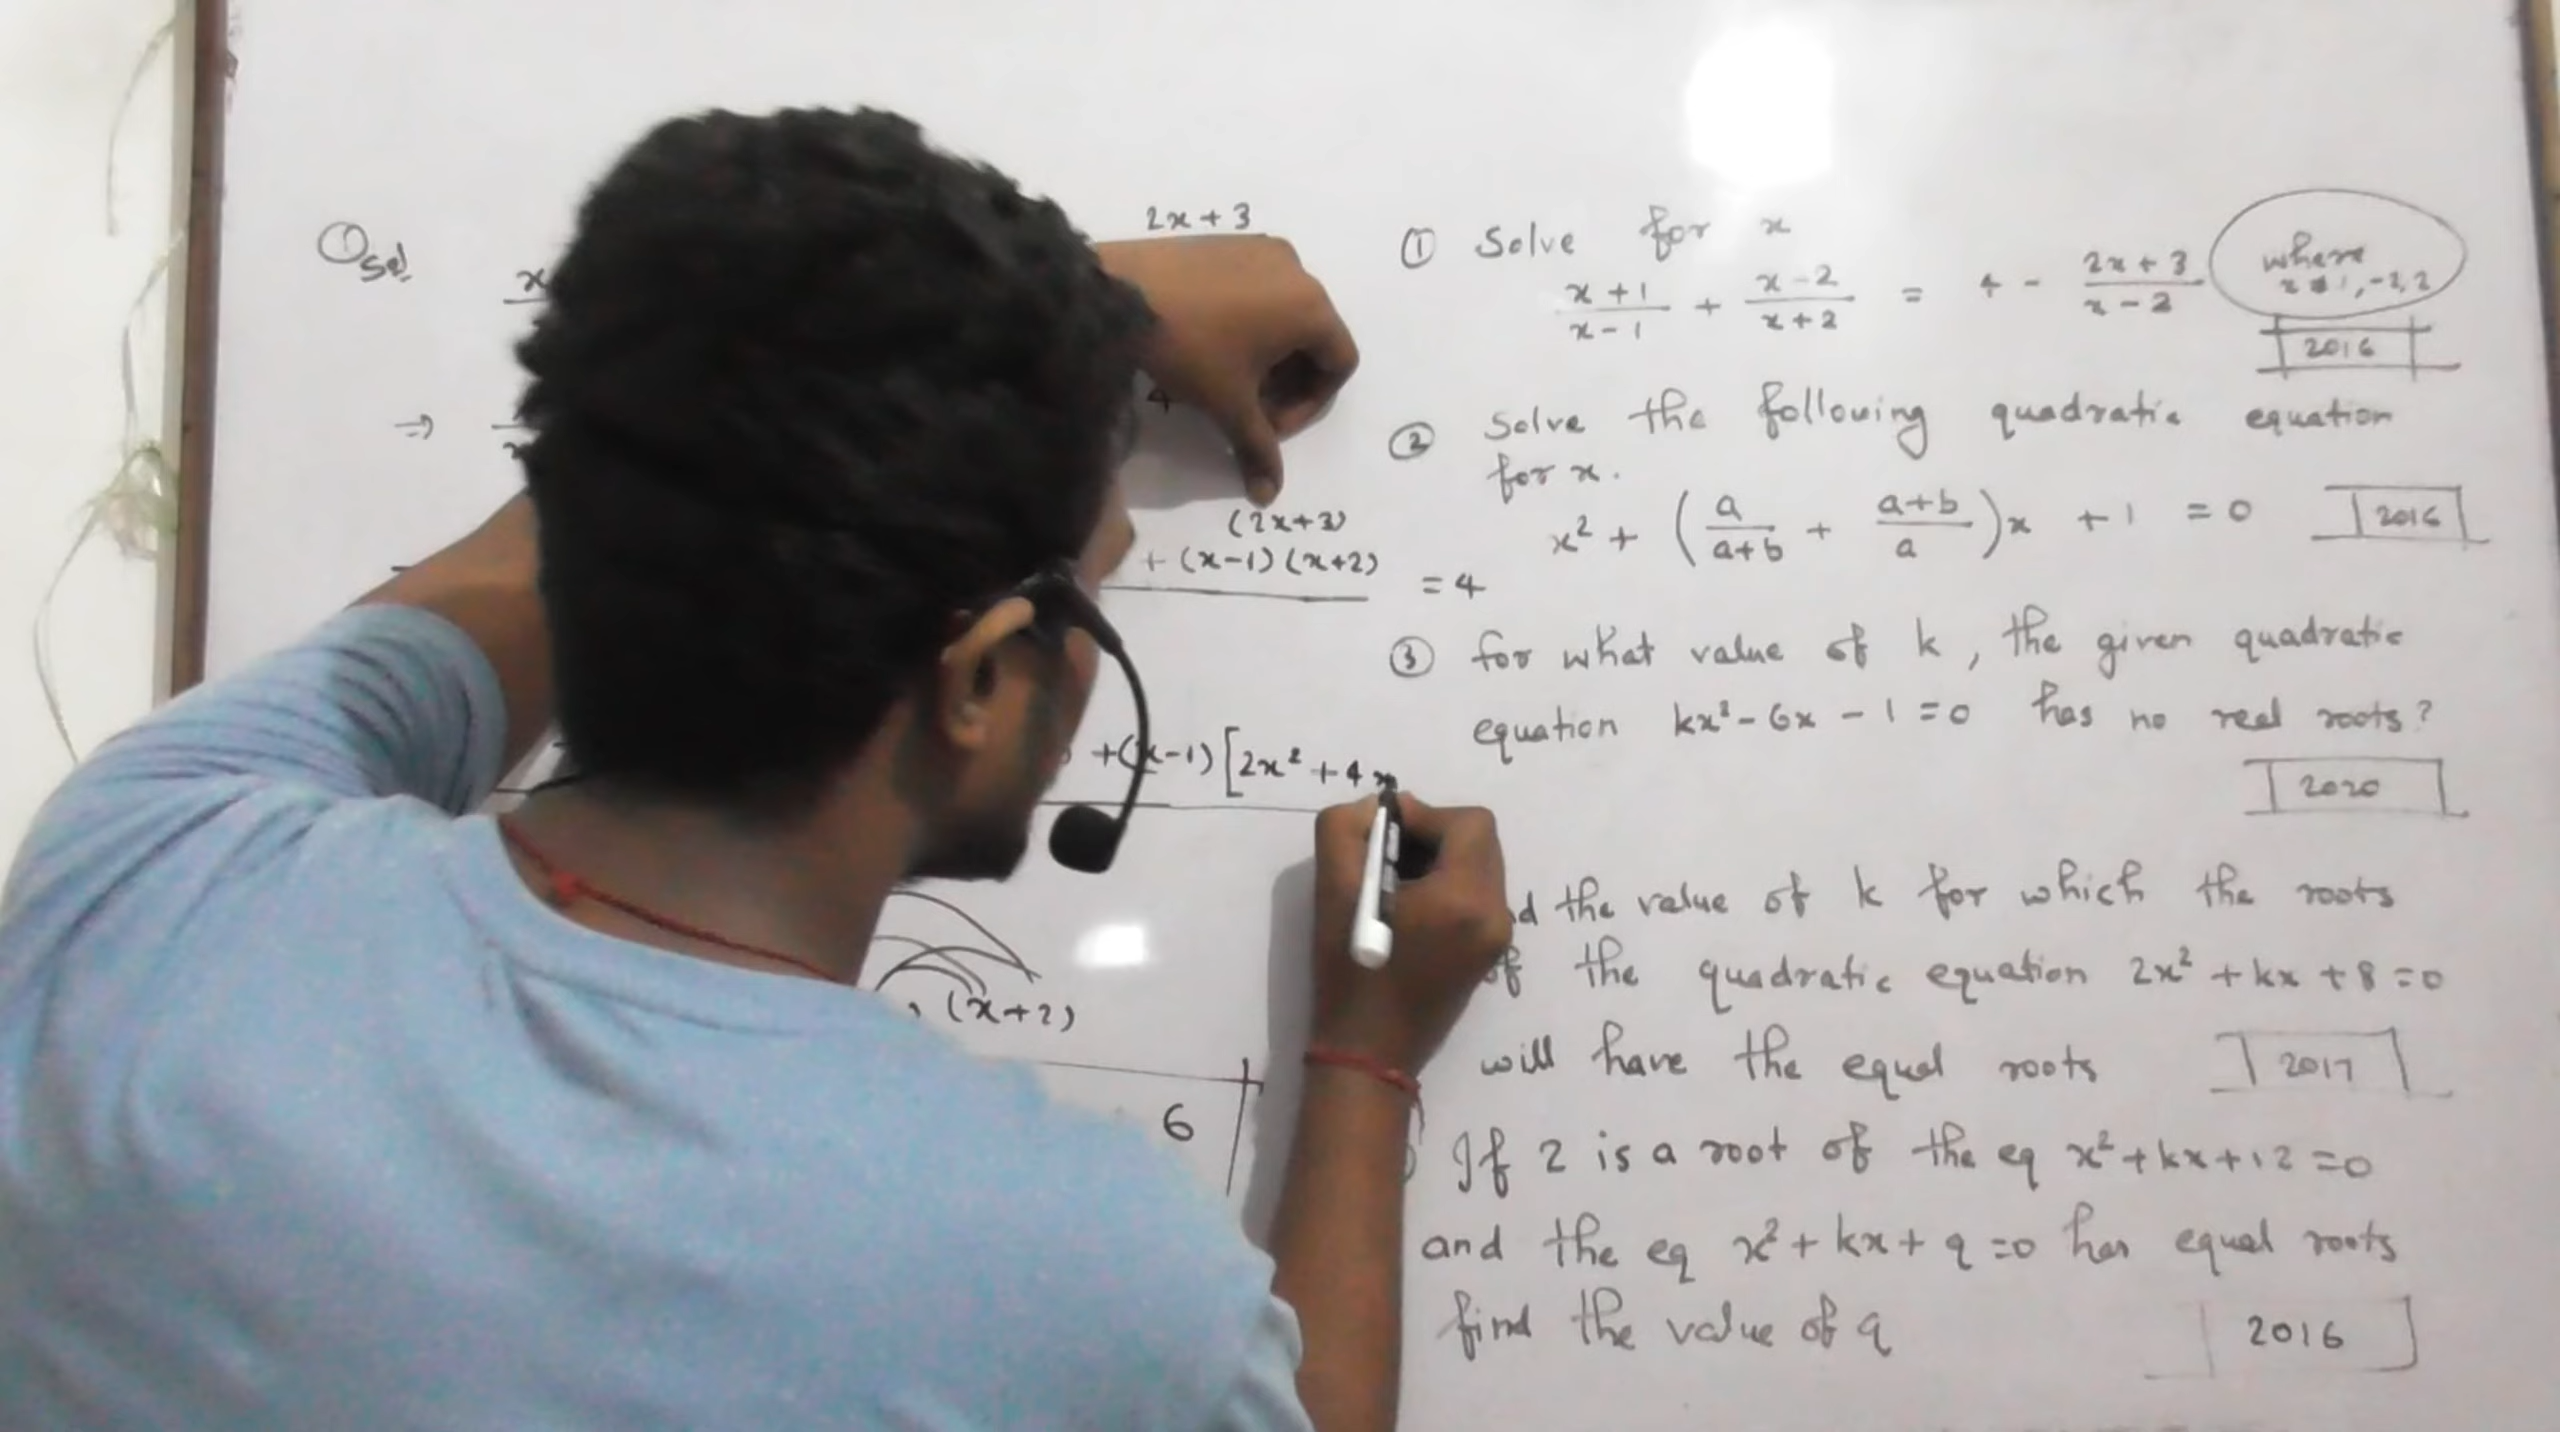 ① Sol.
x
2x + 3
⇒
4
(2x+3)
+ (x-1) (x+2)
= 4
+(x-1) [2x² + 4x
(x+2)
6
① Solve for x
x+1 / x-1 + x-2 / x+2 = 4 - 2x+3 / x-2
where
x ≠ 1, -2, 2
2016
② Solve the following quadratic equation
for x.
x² + (a / a+b + a+b / a)x + 1 = 0
2016
③ for what value of k, the given quadratic
equation kx² - 6x - 1 = 0 has no real roots?
2020
the value of k for which the roots
of the quadratic equation 2x² + kx + 8 = 0
will have the equal roots
2017
If 2 is a root of the eq x² + kx + 12 = 0
and the eq x² + kx + q = 0 has equal roots
find the value of q
2016